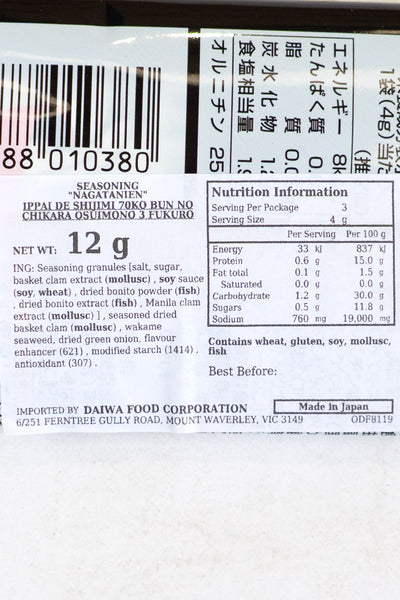 88 010380
エネルギー 8k
たんぱく質 0.
脂質 0.
炭水化物 1.
食塩相当量 1.
オルニチン 25
1袋(4g)当た
(推
SEASONING
"NAGATANIEN"
IPPAI DE SHIJIMI 70KO BUN NO
CHIKARA OSUIMONO 3 FUKURO
NET WT: 12 g
ING: Seasoning granules [salt, sugar,
basket clam extract (mollusc) , soy sauce
(soy, wheat) , dried bonito powder (fish)
, dried bonito extract (fish) , Manila clam
extract (mollusc) ] , seasoned dried
basket clam (mollusc) , wakame
seaweed, dried green onion, flavour
enhancer (621) , modified starch (1414) ,
antioxidant (307) .
Nutrition Information
Serving Per Package 3
Serving Size 4 g
Per Serving Per 100 g
Energy 33 kJ 837 kJ
Protein 0.6 g 15.0 g
Fat total 0.1 g 1.5 g
Saturated 0.0 g 0.0 g
Carbohydrate 1.2 g 30.0 g
Sugars 0.5 g 11.8 g
Sodium 760 mg 19,000 mg
Contains wheat, gluten, soy, mollusc,
fish
Best Before:
IMPORTED BY DAIWA FOOD CORPORATION
Made in Japan
6/251 FERNTREE GULLY ROAD, MOUNT WAVERLEY, VIC 3149
ODF8119